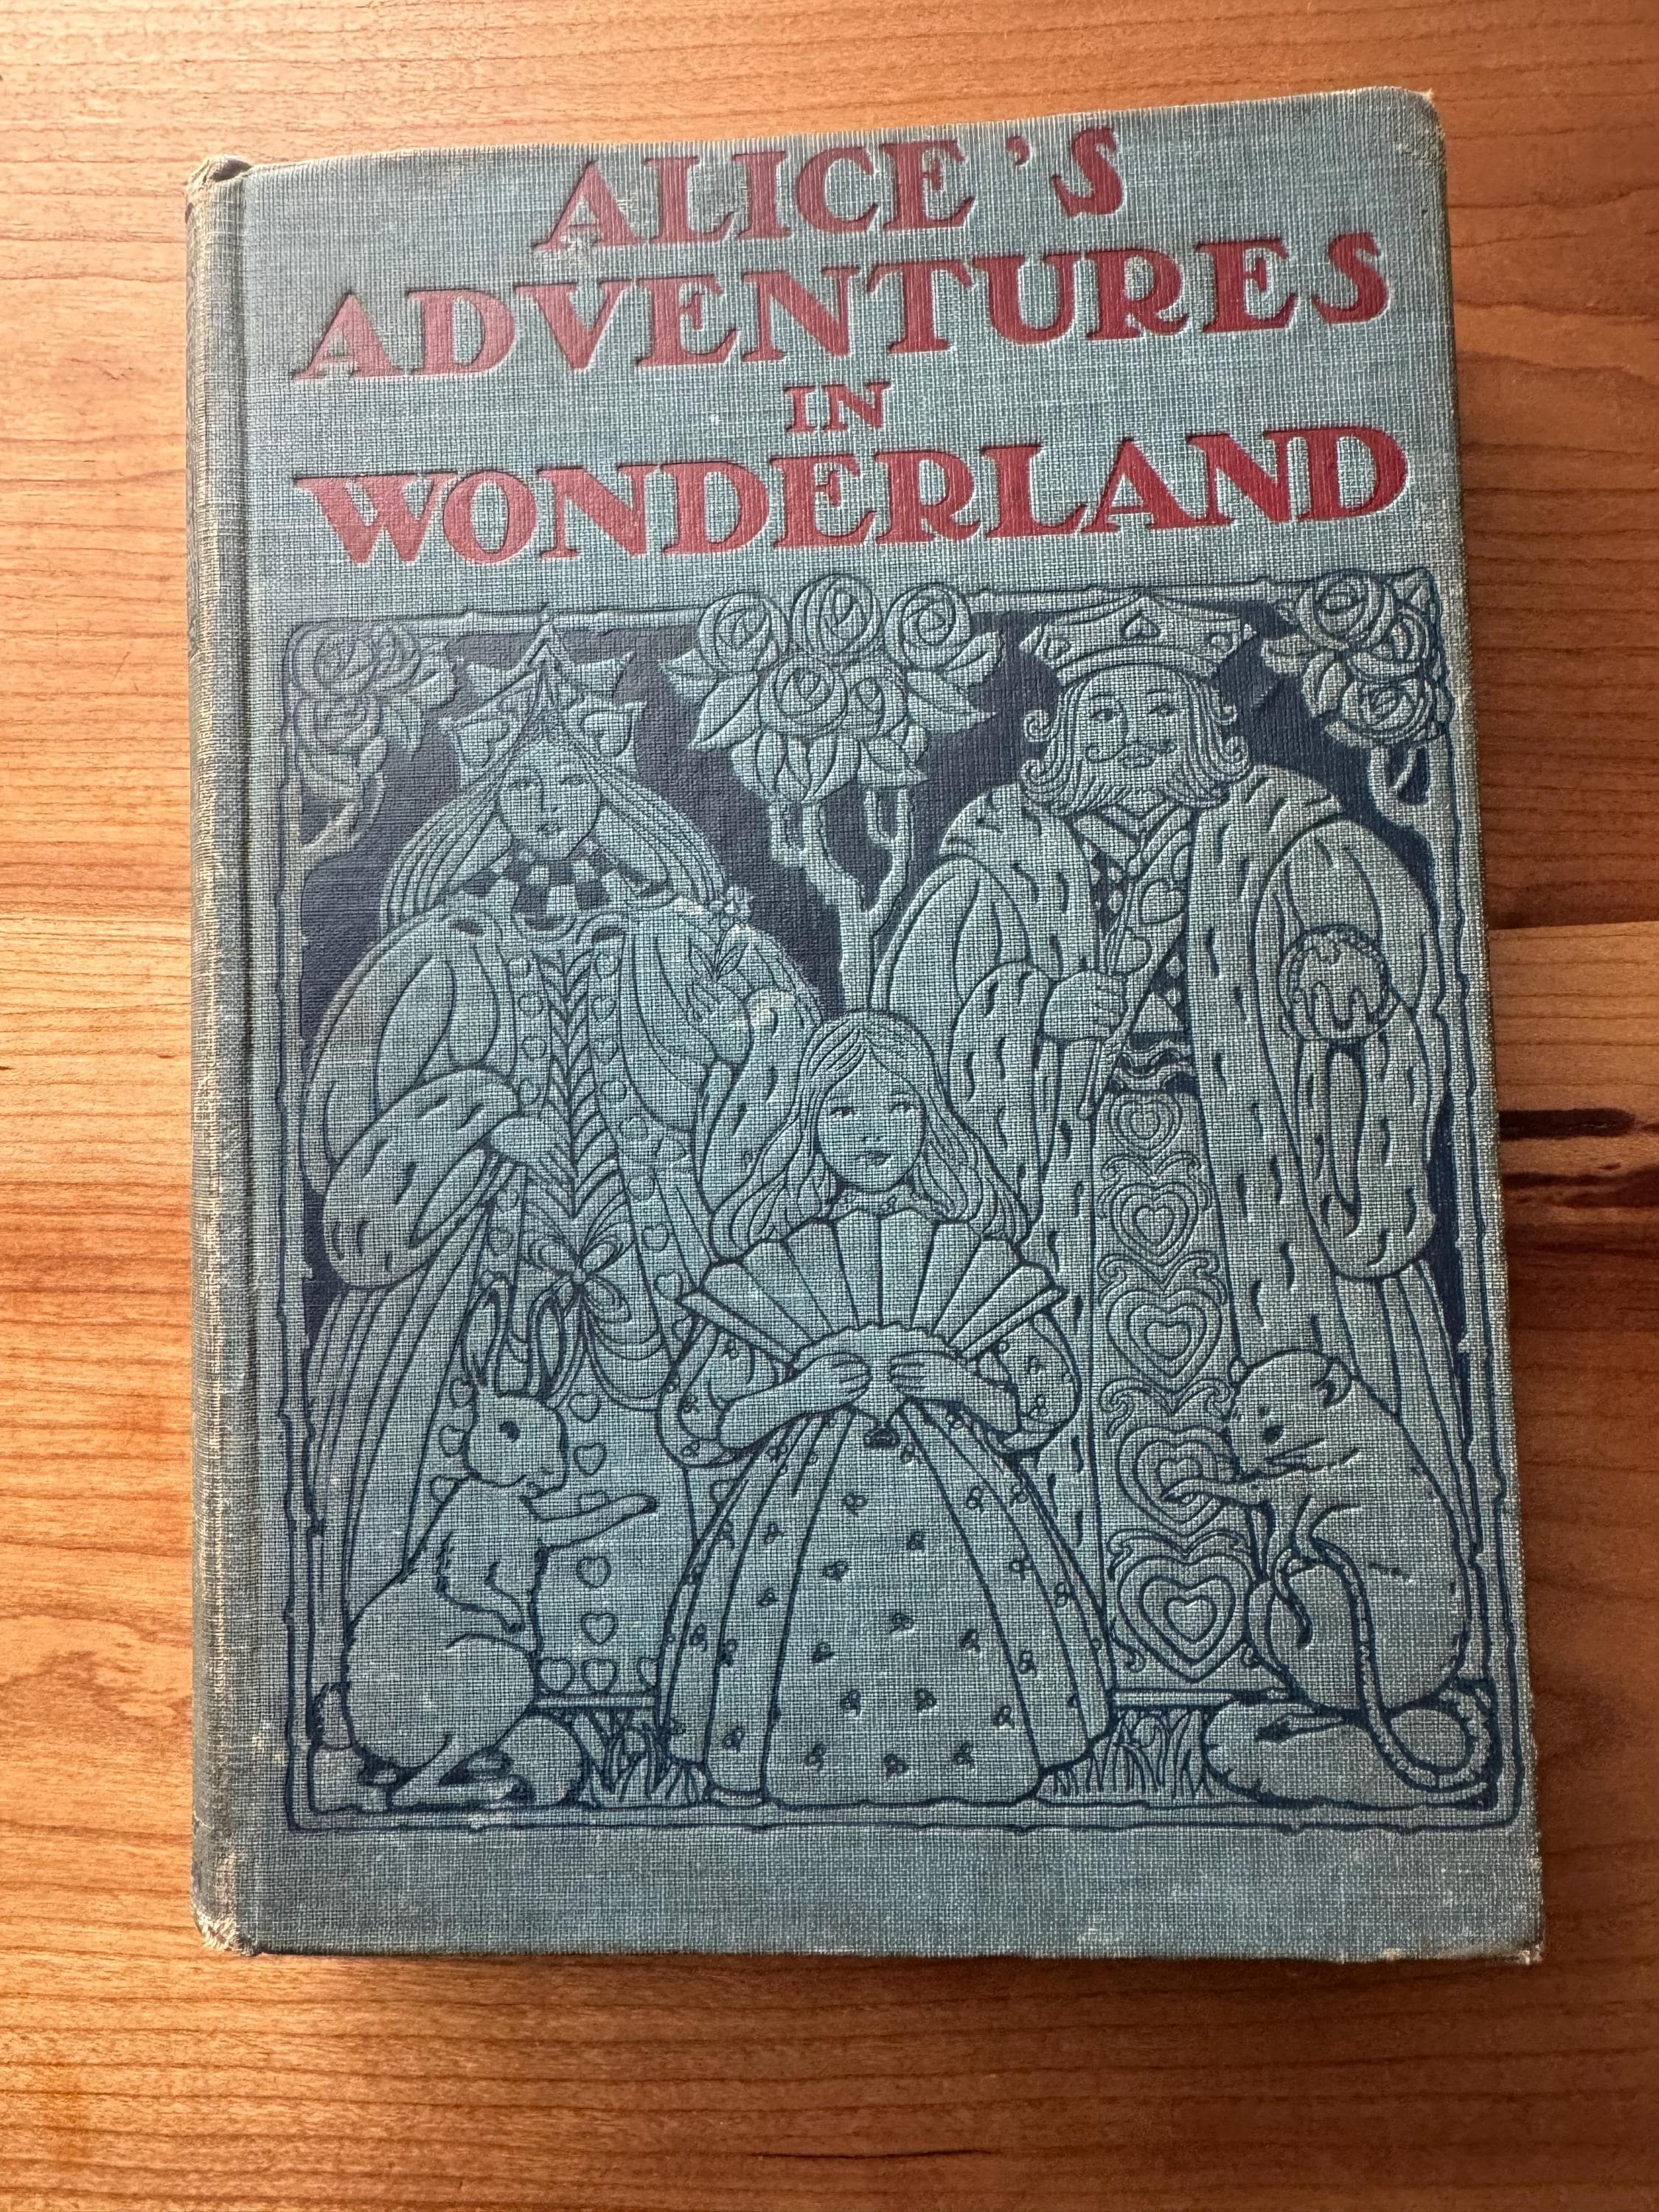 ALICE'S
ADVENTURES
IN
WONDERLAND